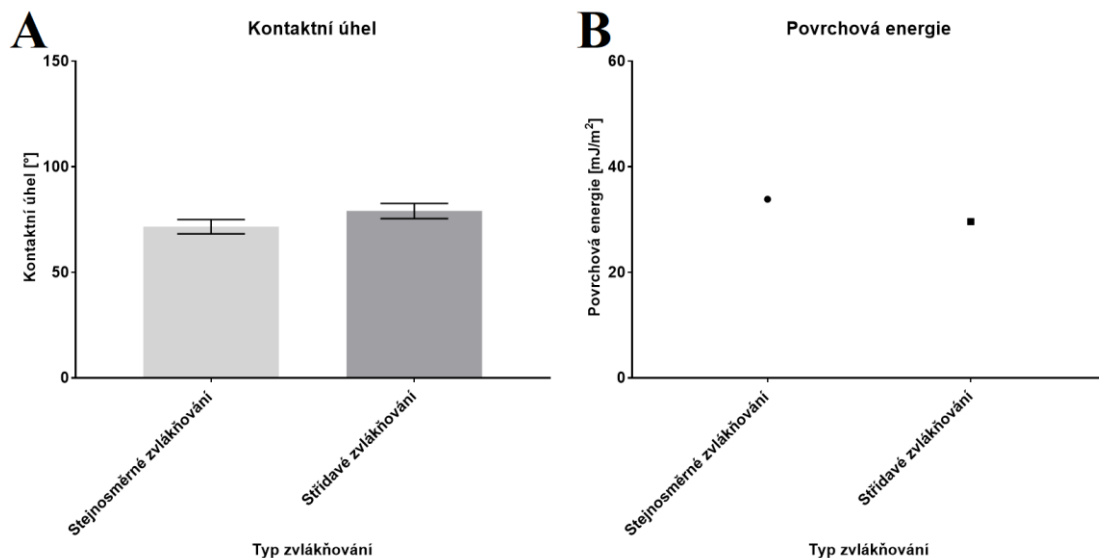 A
Kontaktní úhel
150
100
50
0
Kontaktní úhel [°]
Stejnosměrné zvlákňování
Střídavé zvlákňování
Typ zvlákňování
B
Povrchová energie
60
40
20
0
Povrchová energie [mJ/m²]
Stejnosměrné zvlákňování
Střídavé zvlákňování
Typ zvlákňování